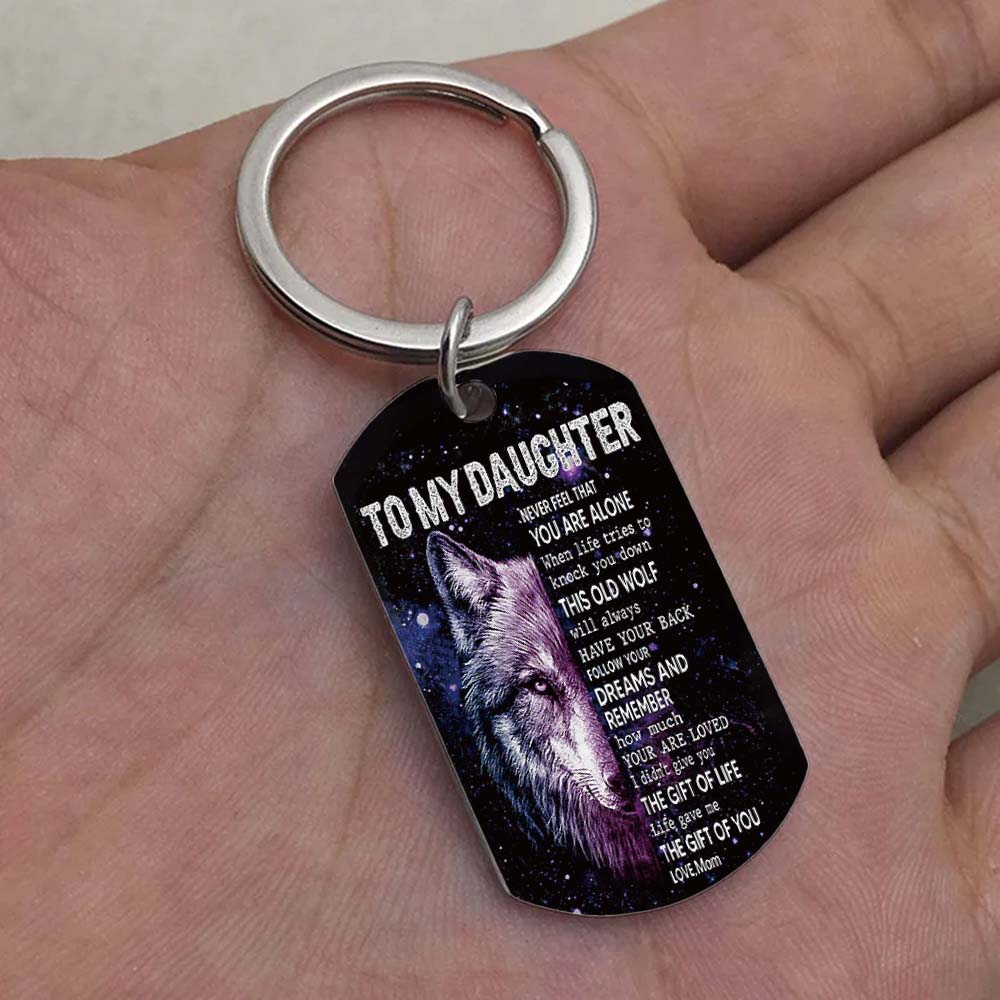 TO MY DAUGHTER
NEVER FEEL THAT
YOU ARE ALONE
When life tries to
knock you down
THIS OLD WOLF
will always
HAVE YOUR BACK
FOLLOW YOUR
DREAMS AND
REMEMBER
how much
YOUR ARE LOVED
I didn't give you
THE GIFT OF LIFE
.Life gave me
THE GIFT OF YOU
LOVE,Mom